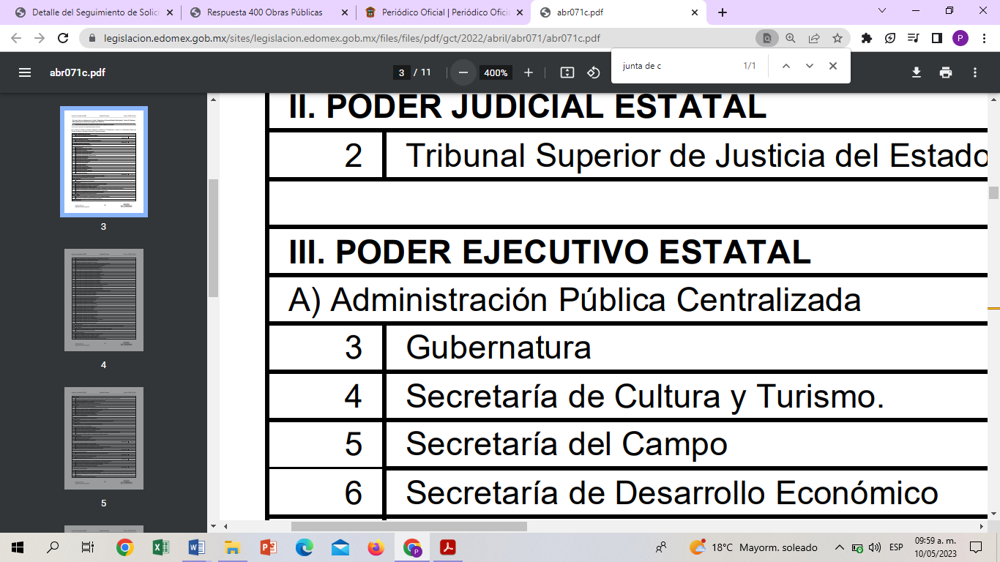 Detalle del Seguimiento de Solici
Respuesta 400 Obras Públicas
Periódico Oficial | Periódico Oficia
abr071c.pdf
legislacion.edomex.gob.mx/sites/legislacion.edomex.gob.mx/files/files/pdf/gct/2022/abril/abr071/abr071c.pdf
P
abr071c.pdf
3 / 11
400%
junta de c
1/1
II. PODER JUDICIAL ESTATAL
2 Tribunal Superior de Justicia del Estado
III. PODER EJECUTIVO ESTATAL
A) Administración Pública Centralizada
3 Gubernatura
4 Secretaría de Cultura y Turismo.
5 Secretaría del Campo
6 Secretaría de Desarrollo Económico
3
4
5
18°C Mayorm. soleado
ESP
09:59 a. m.
10/05/2023